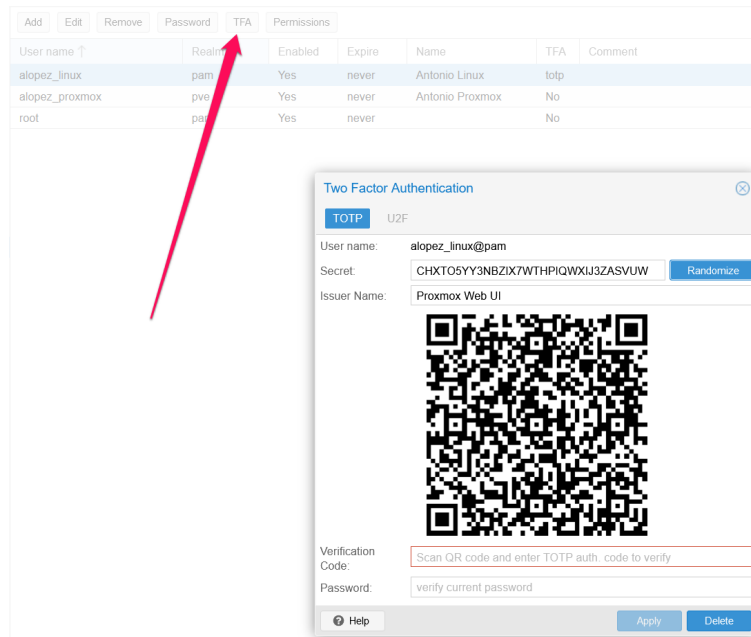 Add Edit Remove Password TFA Permissions
User name Realm Enabled Expire Name TFA Comment
alopez_linux pam Yes never Antonio Linux totp
alopez_proxmox pve Yes never Antonio Proxmox No
root pam Yes never No
Two Factor Authentication
TOTP U2F
User name: alopez_linux@pam
Secret: CHXTO5YY3NBZIX7WTHPIQWXIJ3ZASVUW Randomize
Issuer Name: Proxmox Web UI
Verification Code: Scan QR code and enter TOTP auth. code to verify
Password: verify current password
Help Apply Delete